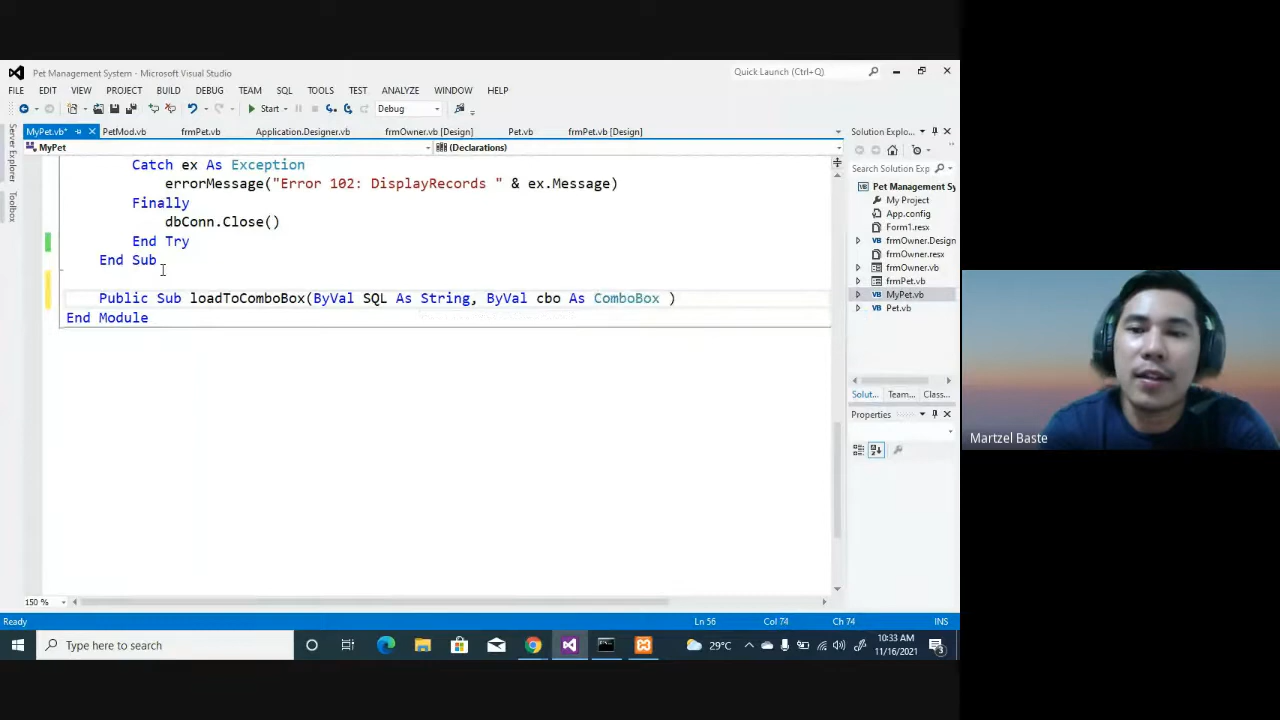 Pet Management System - Microsoft Visual Studio
Quick Launch (Ctrl+Q)
FILE EDIT VIEW PROJECT BUILD DEBUG TEAM SQL TOOLS TEST ANALYZE WINDOW HELP
Start Debug
MyPet.vb* PetMod.vb frmPet.vb Application.Designer.vb frmOwner.vb [Design] Pet.vb frmPet.vb [Design]
MyPet (Declarations)
Catch ex As Exception
errorMessage("Error 102: DisplayRecords " & ex.Message)
Finally
dbConn.Close()
End Try
End Sub
Public Sub loadToComboBox(ByVal SQL As String, ByVal cbo As ComboBox )
End Module
Server Explorer
Toolbox
Solution Explo...
Search Solution Exp
Pet Management Sy
My Project
App.config
Form1.resx
frmOwner.Design
frmOwner.resx
frmOwner.vb
frmPet.vb
MyPet.vb
Pet.vb
Solut... Team... Class...
Properties
Martzel Baste
150 %
Ready Ln 56 Col 74 Ch 74 INS
Type here to search
29°C
10:33 AM
11/16/2021
3